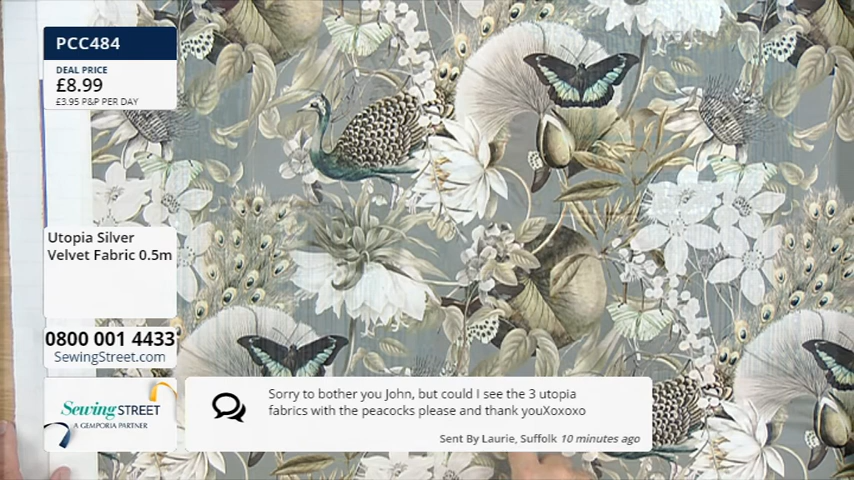 PCC484
DEAL PRICE
£8.99
£3.95 P&P PER DAY
Utopia Silver
Velvet Fabric 0.5m
0800 001 4433
SewingStreet.com
Sewing STREET
A GEMPORIA PARTNER
Sorry to bother you John, but could I see the 3 utopia
fabrics with the peacocks please and thank youXoxoxo
Sent By Laurie, Suffolk 10 minutes ago